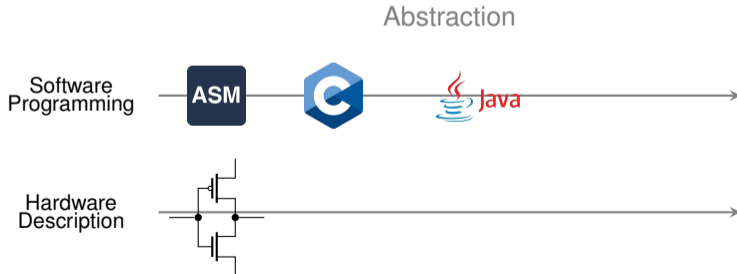 Abstraction
Software
Programming
ASM
C
Java
Hardware
Description